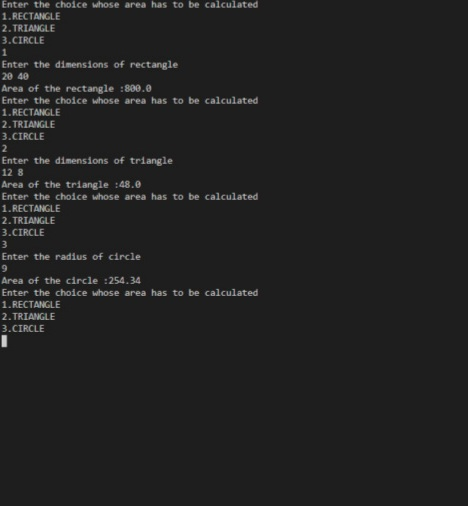 Enter the choice whose area has to be calculated
1.RECTANGLE
2.TRIANGLE
3.CIRCLE
1
Enter the dimensions of rectangle
20 40
Area of the rectangle :800.0
Enter the choice whose area has to be calculated
1.RECTANGLE
2.TRIANGLE
3.CIRCLE
2
Enter the dimensions of triangle
12 8
Area of the triangle :48.0
Enter the choice whose area has to be calculated
1.RECTANGLE
2.TRIANGLE
3.CIRCLE
3
Enter the radius of circle
9
Area of the circle :254.34
Enter the choice whose area has to be calculated
1.RECTANGLE
2.TRIANGLE
3.CIRCLE